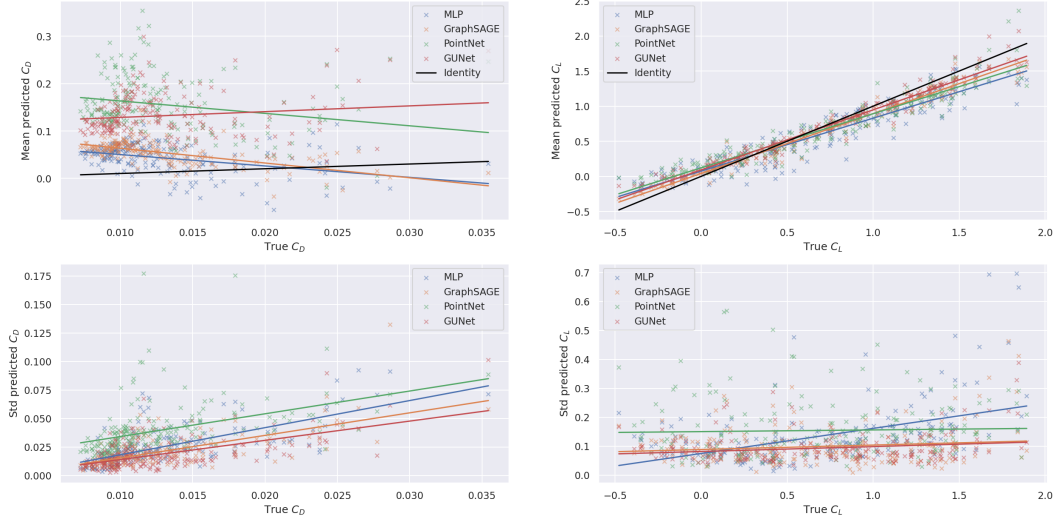 0.3
0.2
0.1
0.0
Mean predicted C_D
MLP
GraphSAGE
PointNet
GUNet
Identity
0.010 0.015 0.020 0.025 0.030 0.035
True C_D
2.5
2.0
1.5
1.0
0.5
0.0
−0.5
Mean predicted C_L
MLP
GraphSAGE
PointNet
GUNet
Identity
−0.5 0.0 0.5 1.0 1.5 2.0
True C_L
0.175
0.150
0.125
0.100
0.075
0.050
0.025
0.000
Std predicted C_D
MLP
GraphSAGE
PointNet
GUNet
0.010 0.015 0.020 0.025 0.030 0.035
True C_D
0.7
0.6
0.5
0.4
0.3
0.2
0.1
0.0
Std predicted C_L
MLP
GraphSAGE
PointNet
GUNet
−0.5 0.0 0.5 1.0 1.5 2.0
True C_L